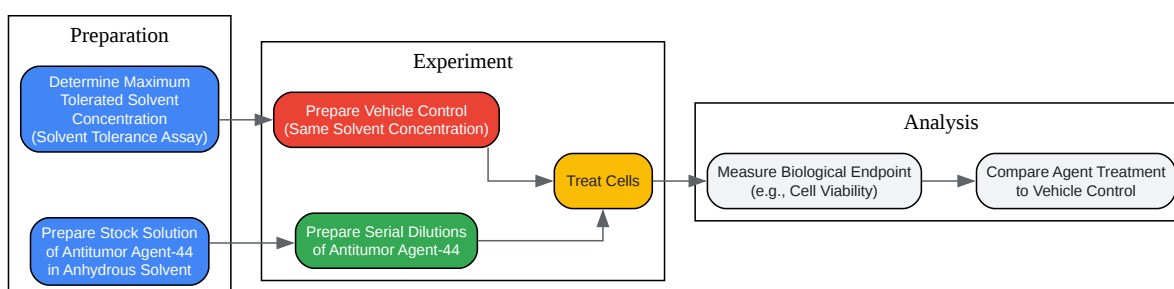 Preparation
Determine Maximum
Tolerated Solvent
Concentration
(Solvent Tolerance Assay)
Prepare Stock Solution
of Antitumor Agent-44
in Anhydrous Solvent
Experiment
Prepare Vehicle Control
(Same Solvent Concentration)
Prepare Serial Dilutions
of Antitumor Agent-44
Treat Cells
Analysis
Measure Biological Endpoint
(e.g., Cell Viability)
Compare Agent Treatment
to Vehicle Control